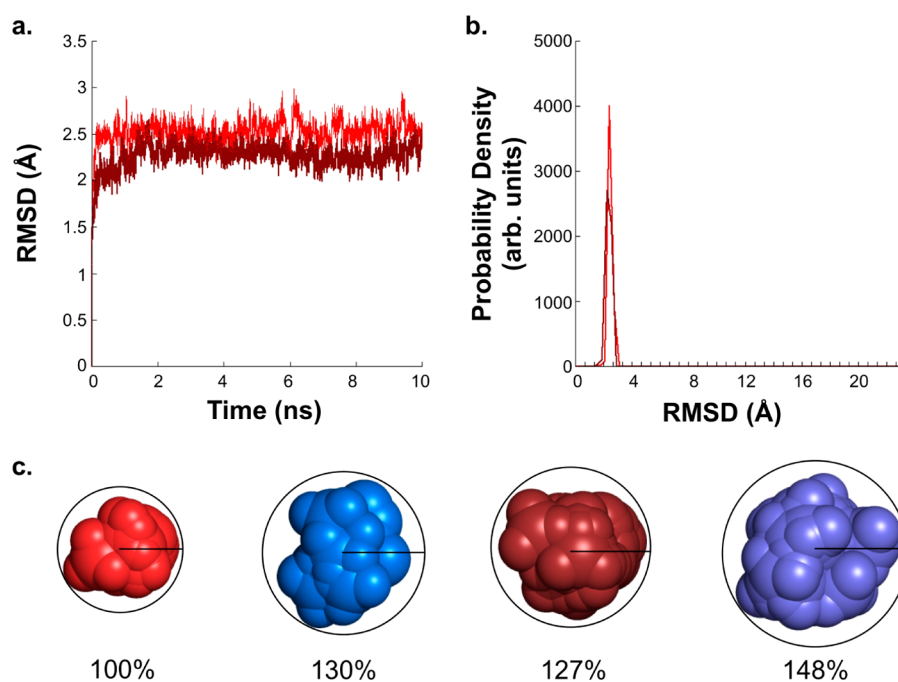 a.
3.5
3
2.5
2
1.5
1
0.5
0
RMSD (Å)
0 2 4 6 8 10
Time (ns)
b.
5000
4000
3000
2000
1000
0
Probability Density
(arb. units)
0 4 8 12 16 20
RMSD (Å)
c.
100% 130% 127% 148%